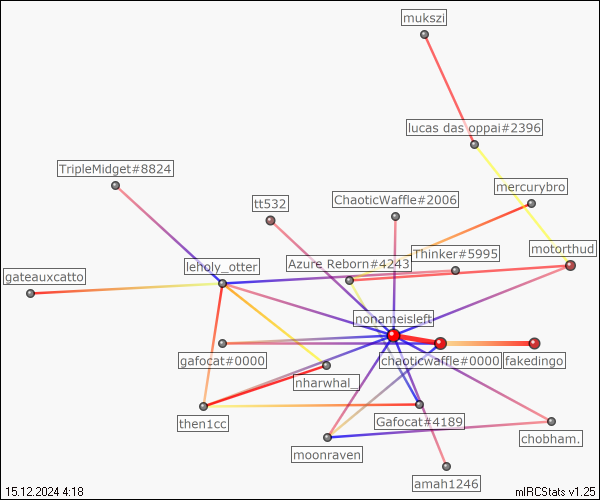 mukszi
lucas das oppai#2396
TripleMidget#8824
mercurybro
tt532
ChaoticWaffle#2006
motorthud
Thinker#5995
Azure Reborn#4243
leholy_otter
gateauxcatto
nonameisleft
gafocat#0000
chaoticwaffle#0000
fakedingo
nharwhal_
then1cc
Gafocat#4189
chobham.
moonraven
amah1246
15.12.2024 4:18
mIRCStats v1.25